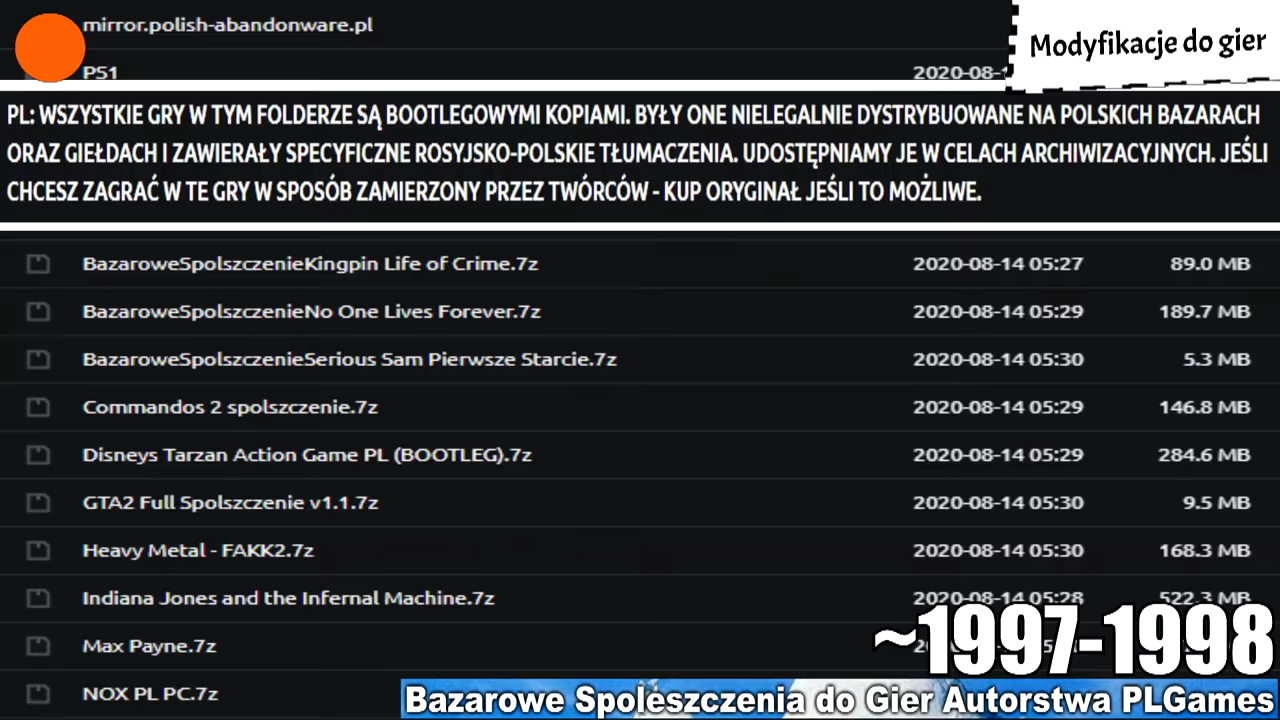 mirror.polish-abandonware.pl
Modyfikacje do gier
PS1 2020-08-1
PL: WSZYSTKIE GRY W TYM FOLDERZE SĄ BOOTLEGOWYMI KOPIAMI. BYŁY ONE NIELEGALNIE DYSTRYBUOWANE NA POLSKICH BAZARACH
ORAZ GIEŁDACH I ZAWIERAŁY SPECYFICZNE ROSYJSKO-POLSKIE TŁUMACZENIA. UDOSTĘPNIAMY JE W CELACH ARCHIWIZACYJNYCH. JEŚLI
CHCESZ ZAGRAĆ W TE GRY W SPOSÓB ZAMIERZONY PRZEZ TWÓRCÓW - KUP ORYGINAŁ JEŚLI TO MOŻLIWE.
BazaroweSpolszczenieKingpin Life of Crime.7z 2020-08-14 05:27 89.0 MB
BazaroweSpolszczenieNo One Lives Forever.7z 2020-08-14 05:29 189.7 MB
BazaroweSpolszczenieSerious Sam Pierwsze Starcie.7z 2020-08-14 05:30 5.3 MB
Commandos 2 spolszczenie.7z 2020-08-14 05:29 146.8 MB
Disneys Tarzan Action Game PL (BOOTLEG).7z 2020-08-14 05:29 284.6 MB
GTA2 Full Spolszczenie v1.1.7z 2020-08-14 05:30 9.5 MB
Heavy Metal - FAKK2.7z 2020-08-14 05:30 168.3 MB
Indiana Jones and the Infernal Machine.7z 2020-08-14 05:28 522.3 MB
Max Payne.7z
~1997-1998
NOX PL PC.7z
Bazarowe Spoleszczenia do Gier Autorstwa PLGames